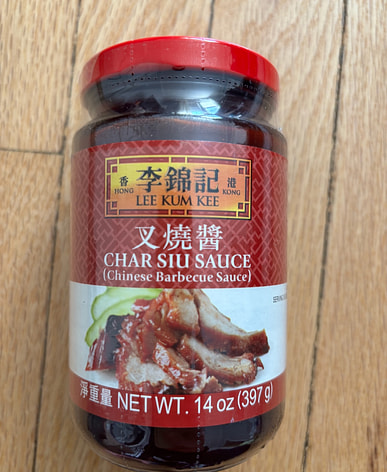 香 李錦記 港
HONG LEE KUM KEE KONG
叉燒醬
CHAR SIU SAUCE
(Chinese Barbecue Sauce)
淨重量 NET WT. 14 oz (397g)